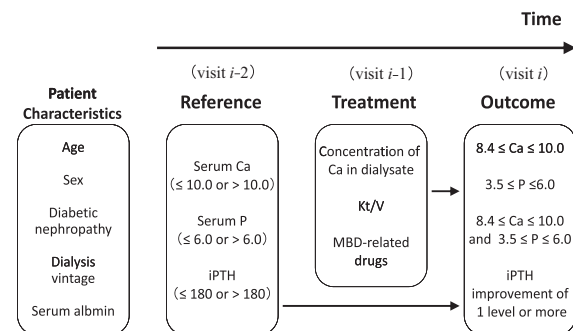 Time
(visit i-2)
(visit i-1)
(visit i)
Patient
Characteristics
Reference
Treatment
Outcome
Age
Sex
Diabetic
nephropathy
Dialysis
vintage
Serum albmin
Serum Ca
(≤ 10.0 or > 10.0)
Serum P
(≤ 6.0 or > 6.0)
iPTH
(≤ 180 or > 180)
Concentration of
Ca in dialysate
Kt/V
MBD-related
drugs
8.4 ≤ Ca ≤ 10.0
3.5 ≤ P ≤6.0
8.4 ≤ Ca ≤ 10.0
and 3.5 ≤ P ≤ 6.0
iPTH
improvement of
1 level or more